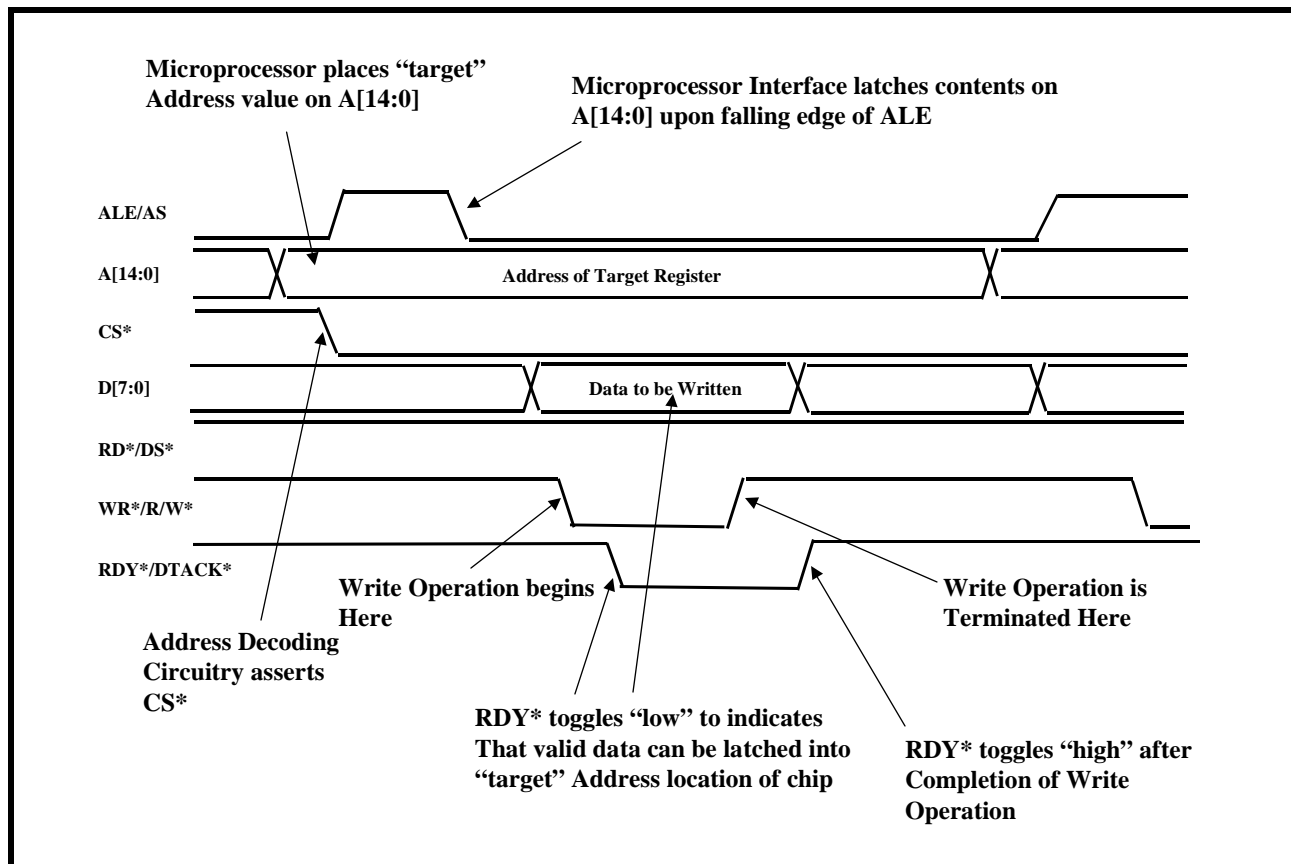 Microprocessor places “target”
Address value on A[14:0]
Microprocessor Interface latches contents on
A[14:0] upon falling edge of ALE
ALE/AS
A[14:0]
Address of Target Register
CS*
D[7:0]
Data to be Written
RD*/DS*
WR*/R/W*
RDY*/DTACK*
Write Operation begins
Here
Write Operation is
Terminated Here
Address Decoding
Circuitry asserts
CS*
RDY* toggles “low” to indicates
That valid data can be latched into
“target” Address location of chip
RDY* toggles “high” after
Completion of Write
Operation